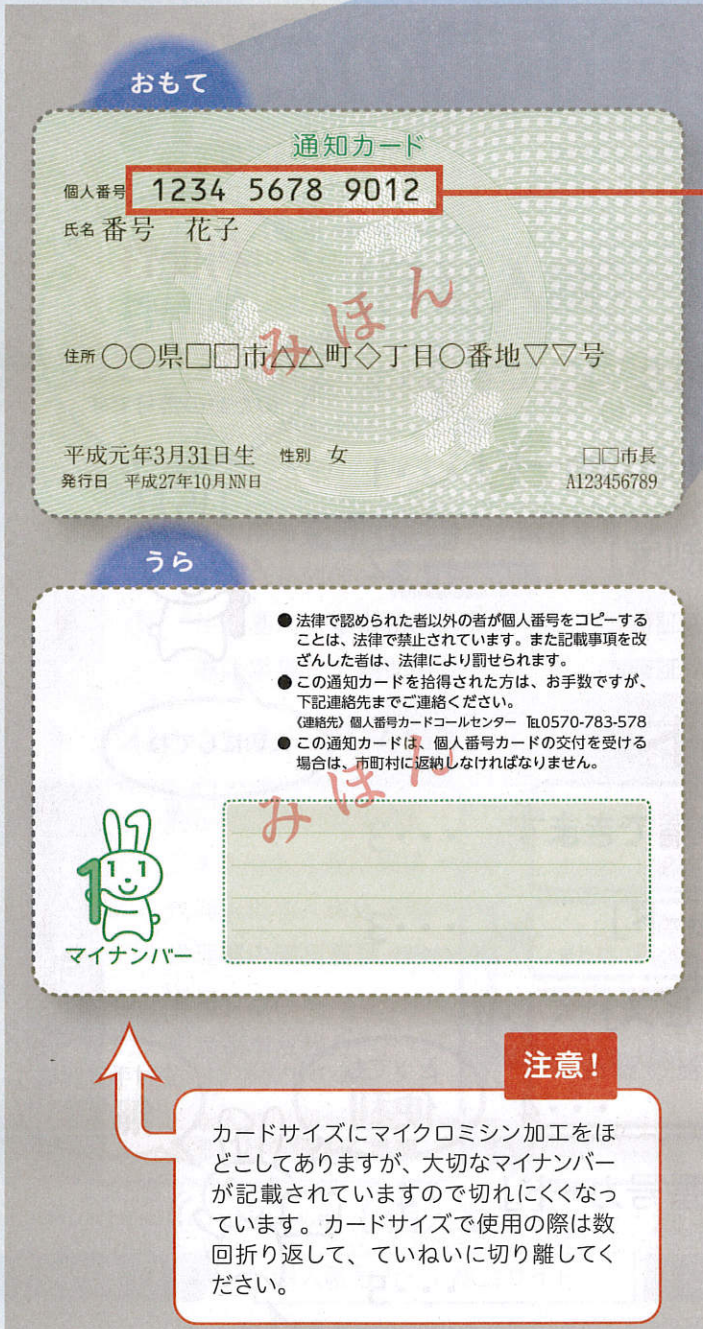 おもて
通知カード
個人番号 1234 5678 9012
氏名 番号 花子
みほん
住所 〇〇県□□市△△町◇丁目〇番地▽▽号
平成元年3月31日生 性別 女 □□市長
発行日 平成27年10月NN日 A123456789
うら
●法律で認められた者以外の者が個人番号をコピーする
ことは、法律で禁止されています。また記載事項を改
ざんした者は、法律により罰せられます。
●この通知カードを拾得された方は、お手数ですが、
下記連絡先までご連絡ください。
〈連絡先〉個人番号カードコールセンター ℡0570-783-578
●この通知カードは、個人番号カードの交付を受ける
場合は、市町村に返納しなければなりません。
みほん
1
マイナンバー
注意!
カードサイズにマイクロミシン加工をほ
どこしてありますが、大切なマイナンバー
が記載されていますので切れにくくなっ
ています。カードサイズで使用の際は数
回折り返して、ていねいに切り離してく
ださい。